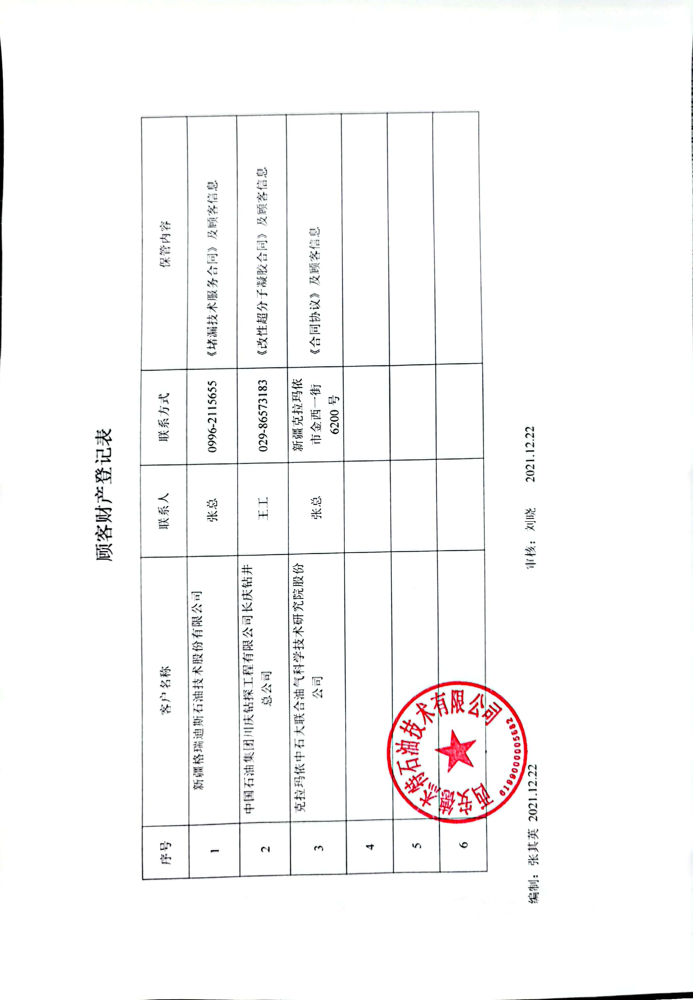 顾客财产登记表
序号 客户名称 联系人 联系方式 保管内容
1 新疆格瑞迪斯石油技术股份有限公司 张总 0996-2115655 《堵漏技术服务合同》及顾客信息
2 中国石油集团川庆钻探工程有限公司长庆钻井
总公司 王工 029-86573183 《改性超分子凝胶合同》及顾客信息
3 克拉玛依中石大联合油气科学技术研究院股份
公司 张总 新疆克拉玛依
市金西一街
6200 号 《合同协议》及顾客信息
4
5
6
石油技术有限公司
编制：张其英 2021.12.22 审核：刘晓 2021.12.22